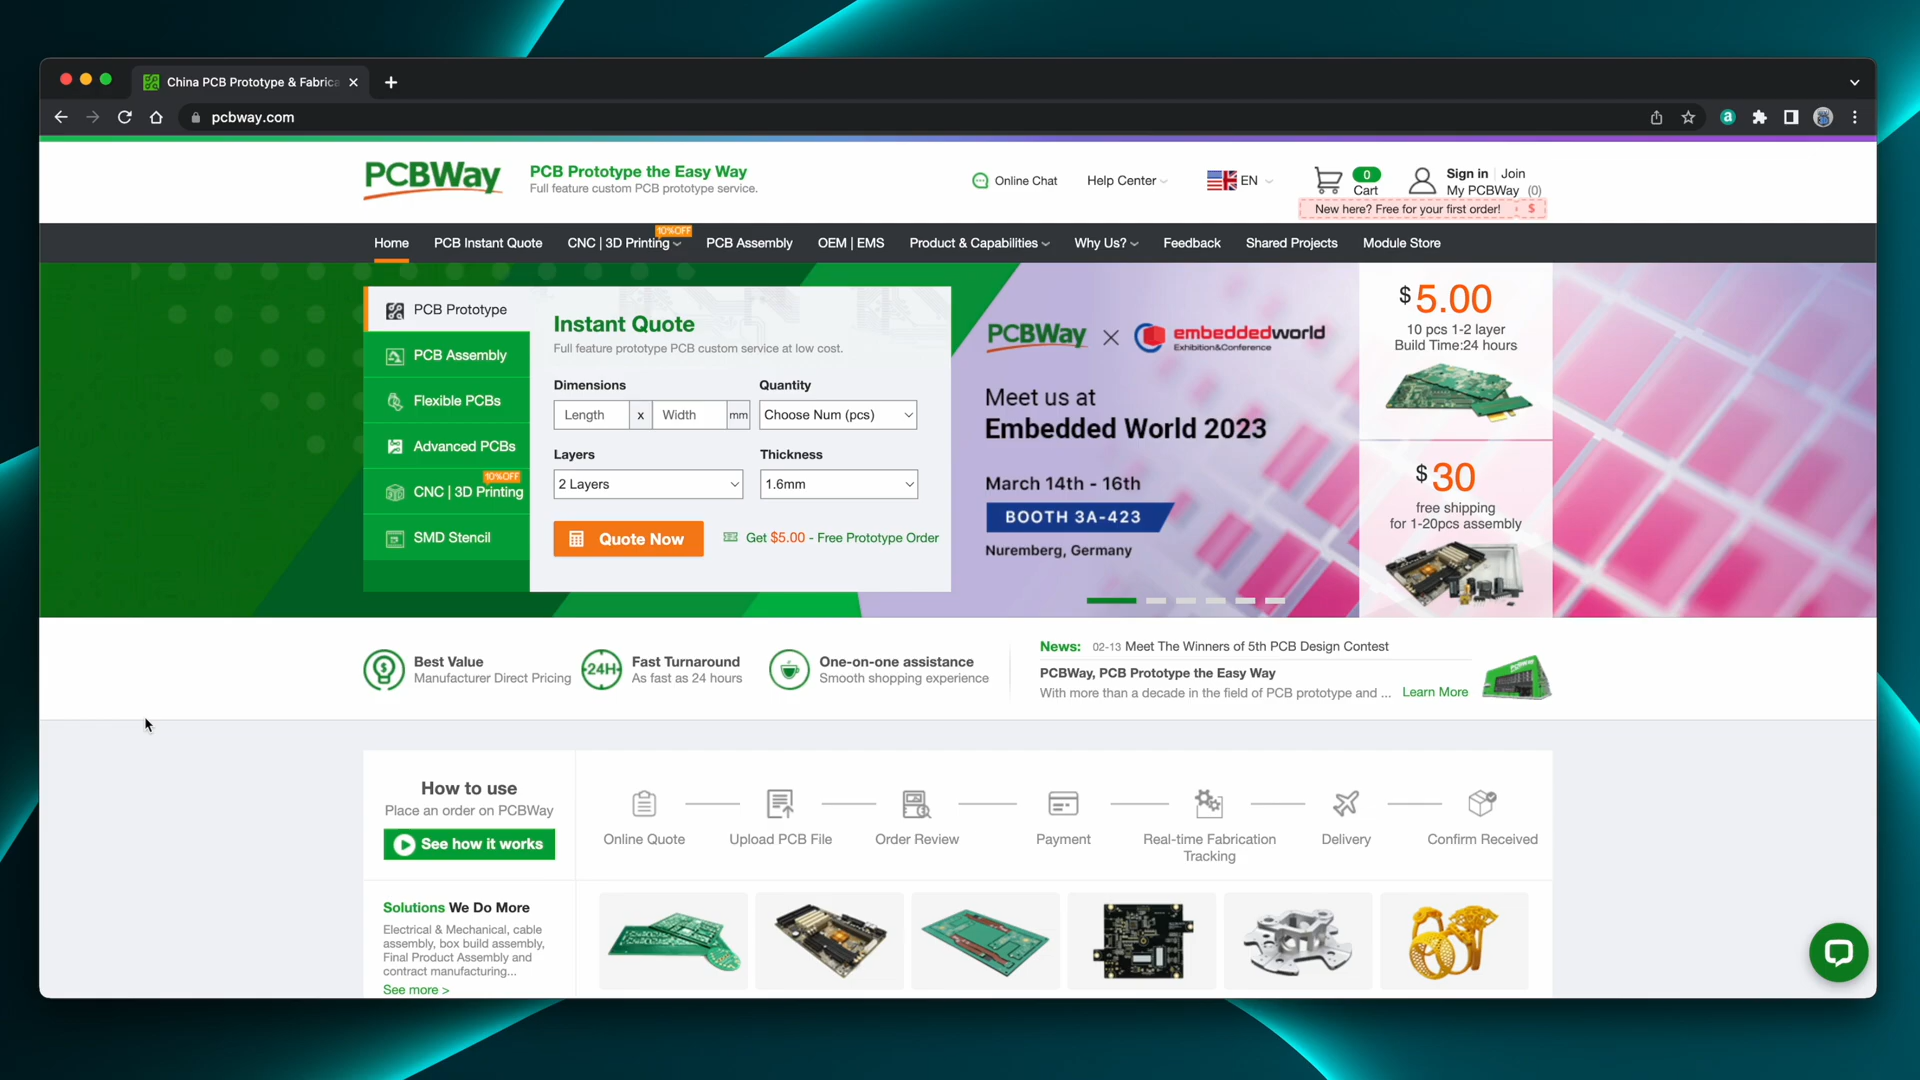 China PCB Prototype & Fabrica
pcbway.com
PCBWay
PCB Prototype the Easy Way
Full feature custom PCB prototype service.
Online Chat
Help Center
EN
0
Cart
Sign in
Join
My PCBWay (0)
New here? Free for your first order! $
Home
PCB Instant Quote
CNC | 3D Printing
10%OFF
PCB Assembly
OEM | EMS
Product & Capabilities
Why Us?
Feedback
Shared Projects
Module Store
PCB Prototype
PCB Assembly
Flexible PCBs
Advanced PCBs
10%OFF
CNC | 3D Printing
SMD Stencil
Instant Quote
Full feature prototype PCB custom service at low cost.
Dimensions
Quantity
Length x Width mm
Choose Num (pcs)
Layers
Thickness
2 Layers
1.6mm
Quote Now
Get $5.00 - Free Prototype Order
PCBWay X embeddedworld
Exhibition&Conference
Meet us at
Embedded World 2023
March 14th - 16th
BOOTH 3A-423
Nuremberg, Germany
$5.00
10 pcs 1-2 layer
Build Time:24 hours
$30
free shipping
for 1-20pcs assembly
Best Value
Manufacturer Direct Pricing
24H
Fast Turnaround
As fast as 24 hours
One-on-one assistance
Smooth shopping experience
News: 02-13 Meet The Winners of 5th PCB Design Contest
PCBWay, PCB Prototype the Easy Way
With more than a decade in the field of PCB prototype and ... Learn More
How to use
Place an order on PCBWay
See how it works
Online Quote
Upload PCB File
Order Review
Payment
Real-time Fabrication
Tracking
Delivery
Confirm Received
Solutions We Do More
Electrical & Mechanical, cable
assembly, box build assembly,
Final Product Assembly and
contract manufacturing...
See more >